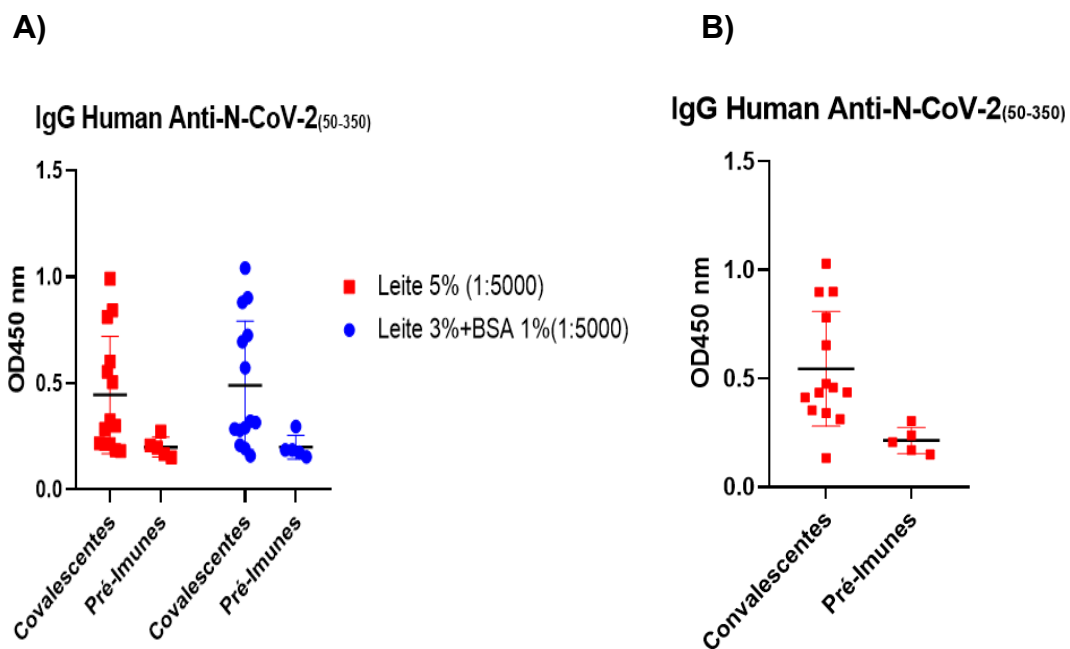 A)
B)
IgG Human Anti-N-CoV-2(50-350)
IgG Human Anti-N-CoV-2(50-350)
1.5
1.0
0.5
0.0
OD450 nm
Covalescentes
Pré-Imunes
Covalescentes
Pré-Imunes
Leite 5% (1:5000)
Leite 3%+BSA 1%(1:5000)
1.5
1.0
0.5
0.0
OD450 nm
Convalescentes
Pré-Imunes